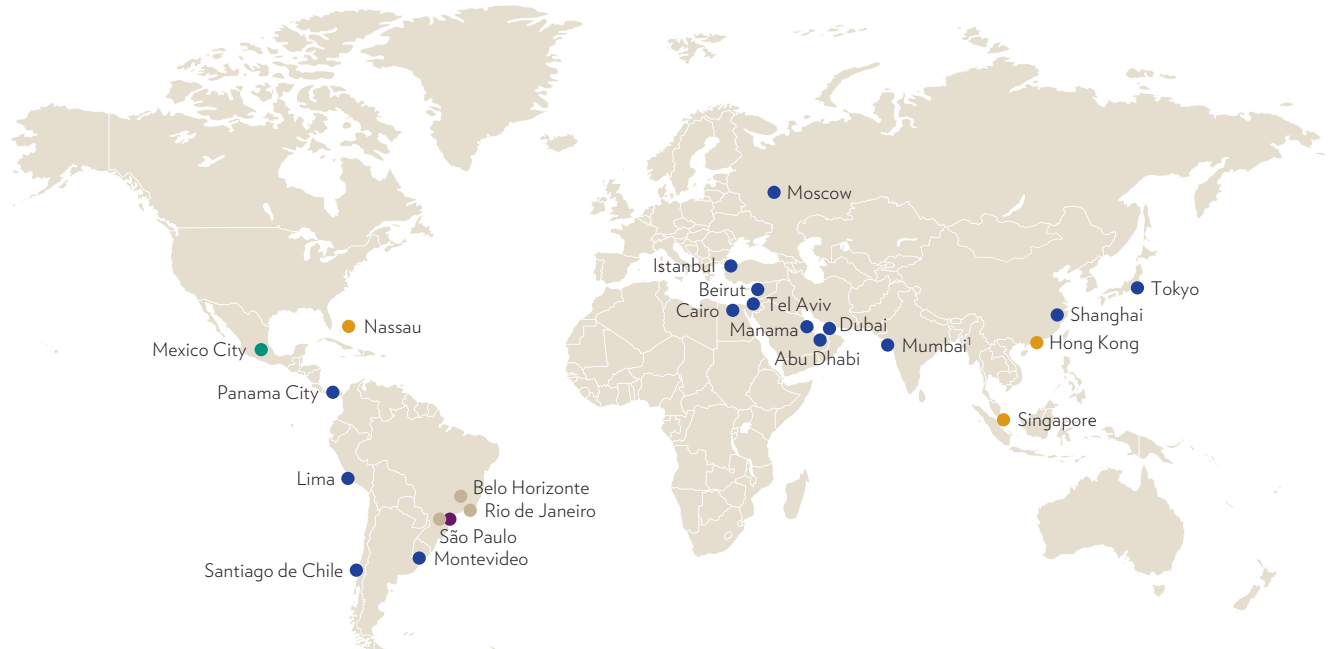 Moscow
Istanbul
Beirut
Tel Aviv
Tokyo
Cairo
Shanghai
Nassau
Manama
Dubai
Hong Kong
Mumbai¹
Mexico City
Abu Dhabi
Panama City
Singapore
Lima
Belo Horizonte
Rio de Janeiro
São Paulo
Montevideo
Santiago de Chile